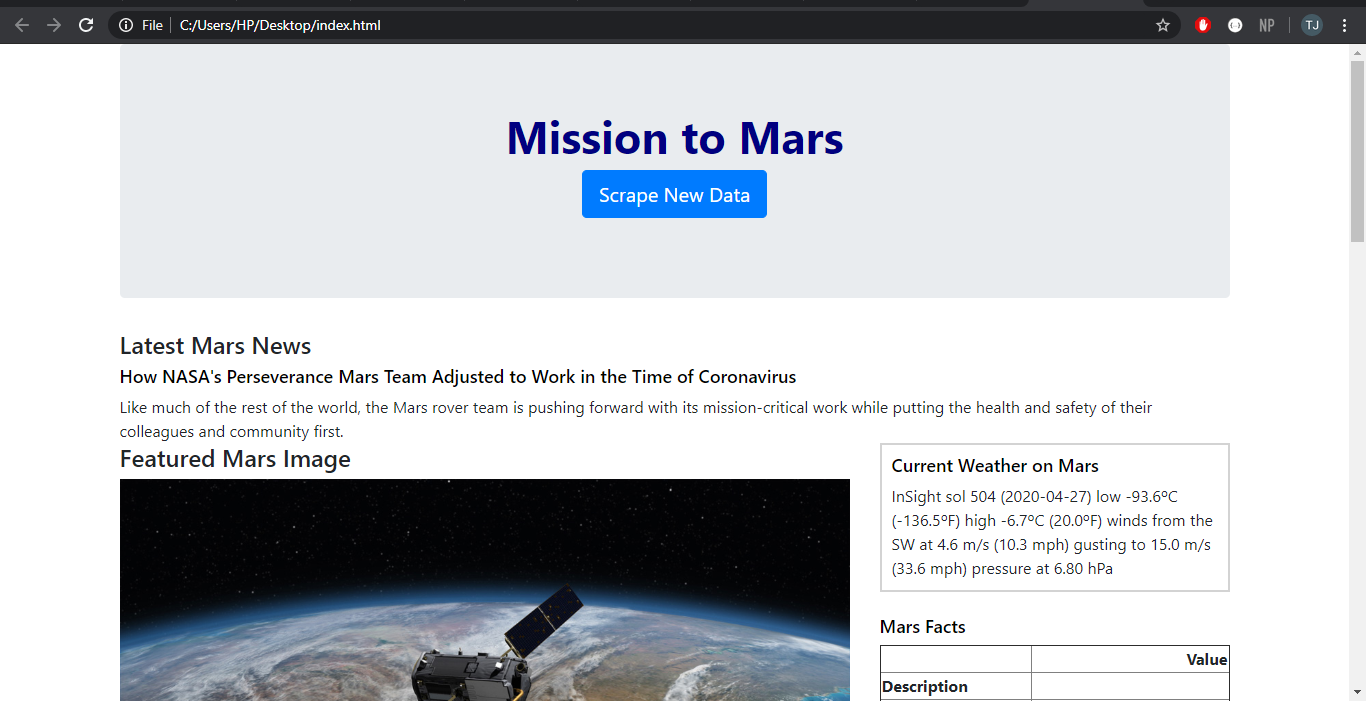 File
C:/Users/HP/Desktop/index.html
NP
TJ
Mission to Mars
Scrape New Data
Latest Mars News
How NASA's Perseverance Mars Team Adjusted to Work in the Time of Coronavirus
Like much of the rest of the world, the Mars rover team is pushing forward with its mission-critical work while putting the health and safety of their
colleagues and community first.
Featured Mars Image
Current Weather on Mars
InSight sol 504 (2020-04-27) low -93.6ºC
(-136.5ºF) high -6.7ºC (20.0ºF) winds from the
SW at 4.6 m/s (10.3 mph) gusting to 15.0 m/s
(33.6 mph) pressure at 6.80 hPa
Mars Facts
Value
Description